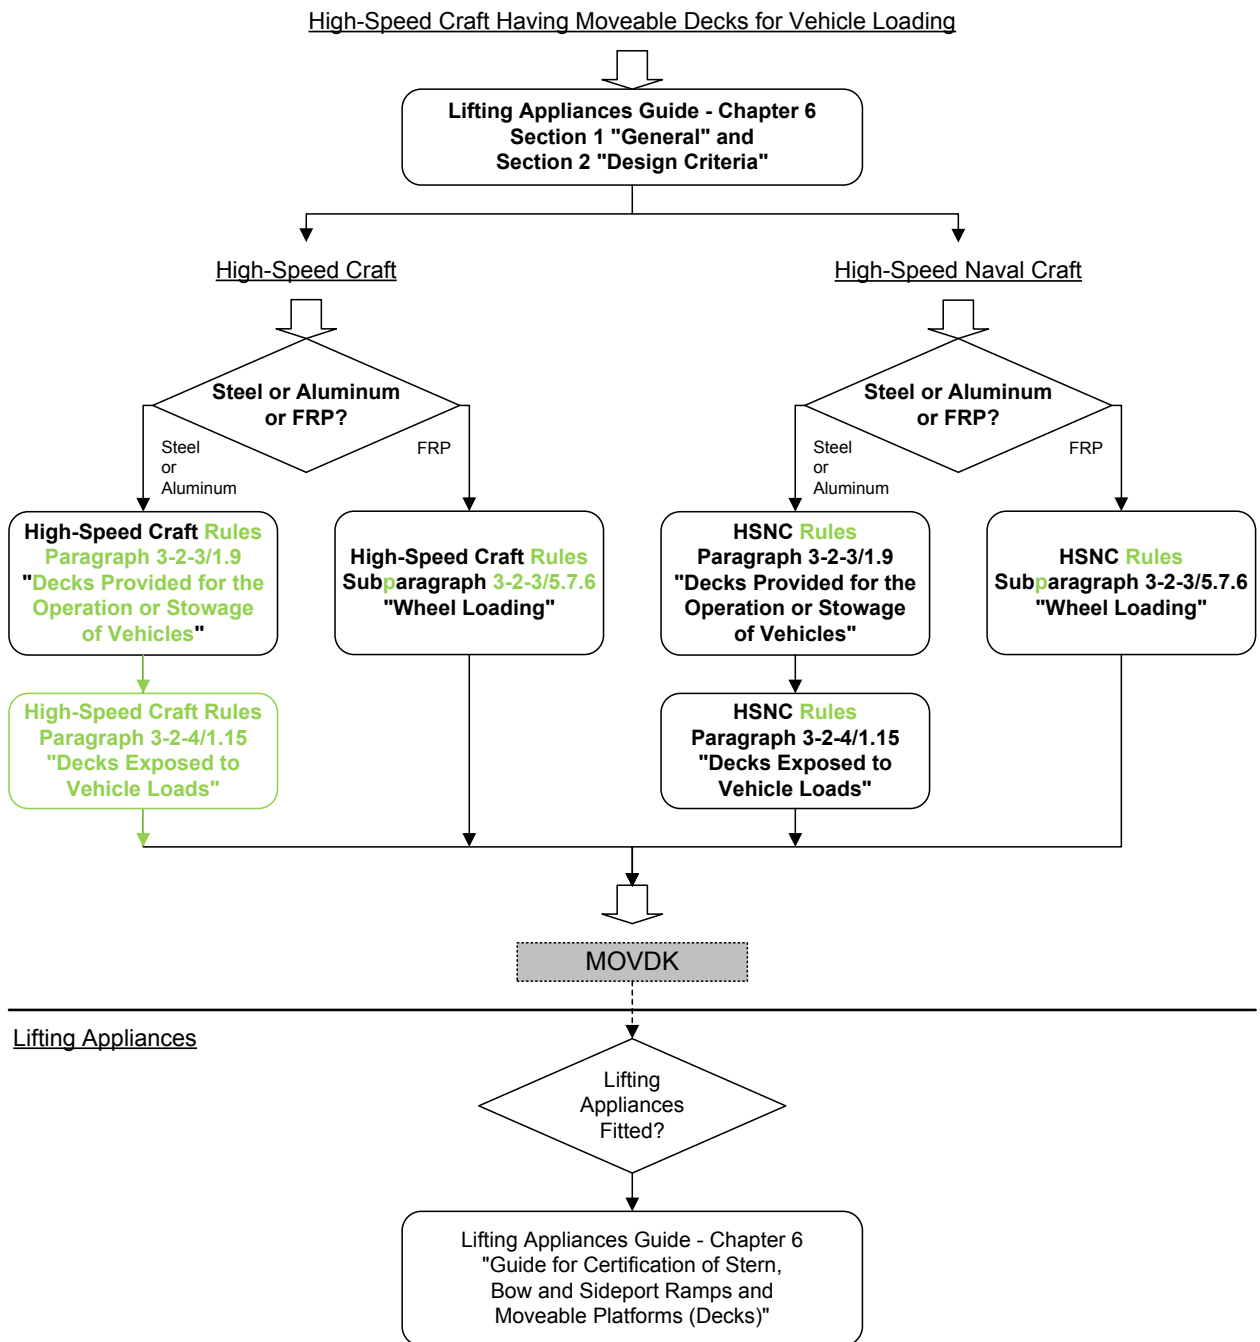 High-Speed Craft Having Moveable Decks for Vehicle Loading
Lifting Appliances Guide - Chapter 6
Section 1 "General" and
Section 2 "Design Criteria"
High-Speed Craft
High-Speed Naval Craft
Steel or Aluminum
or FRP?
Steel
or
Aluminum
FRP
Steel or Aluminum
or FRP?
Steel
or
Aluminum
FRP
High-Speed Craft Rules
Paragraph 3-2-3/1.9
"Decks Provided for the
Operation or Stowage
of Vehicles"
High-Speed Craft Rules
Subparagraph 3-2-3/5.7.6
"Wheel Loading"
HSNC Rules
Paragraph 3-2-3/1.9
"Decks Provided for the
Operation or Stowage
of Vehicles"
HSNC Rules
Subparagraph 3-2-3/5.7.6
"Wheel Loading"
High-Speed Craft Rules
Paragraph 3-2-4/1.15
"Decks Exposed to
Vehicle Loads"
HSNC Rules
Paragraph 3-2-4/1.15
"Decks Exposed to
Vehicle Loads"
MOVDK
Lifting Appliances
Lifting
Appliances
Fitted?
Lifting Appliances Guide - Chapter 6
"Guide for Certification of Stern,
Bow and Sideport Ramps and
Moveable Platforms (Decks)"